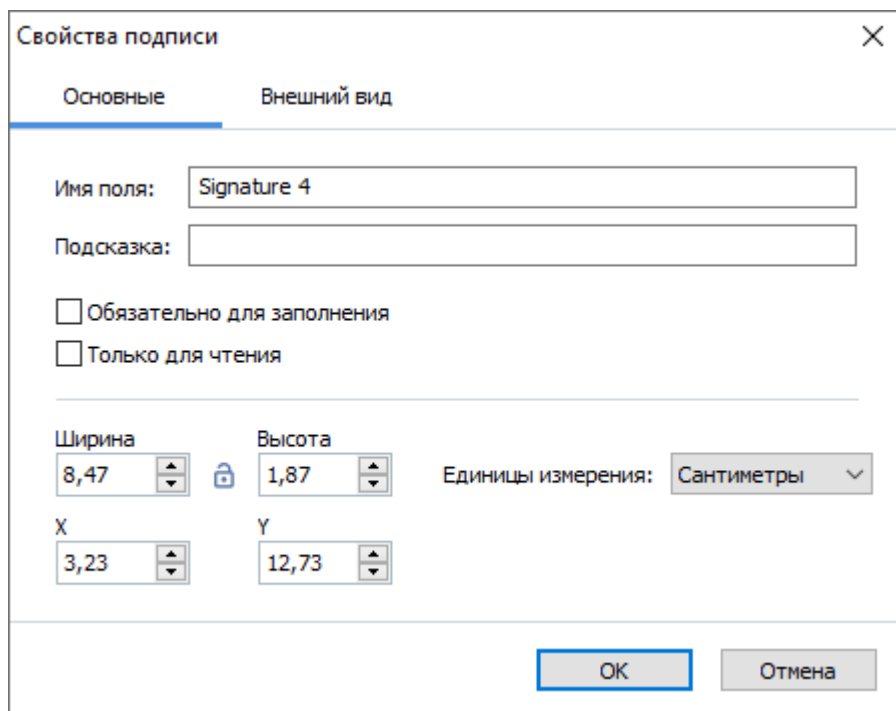 Свойства подписи
Основные Внешний вид
Имя поля: Signature 4
Подсказка:
Обязательно для заполнения
Только для чтения
Ширина Высота
8,47 1,87 Единицы измерения: Сантиметры
X Y
3,23 12,73
OK Отмена